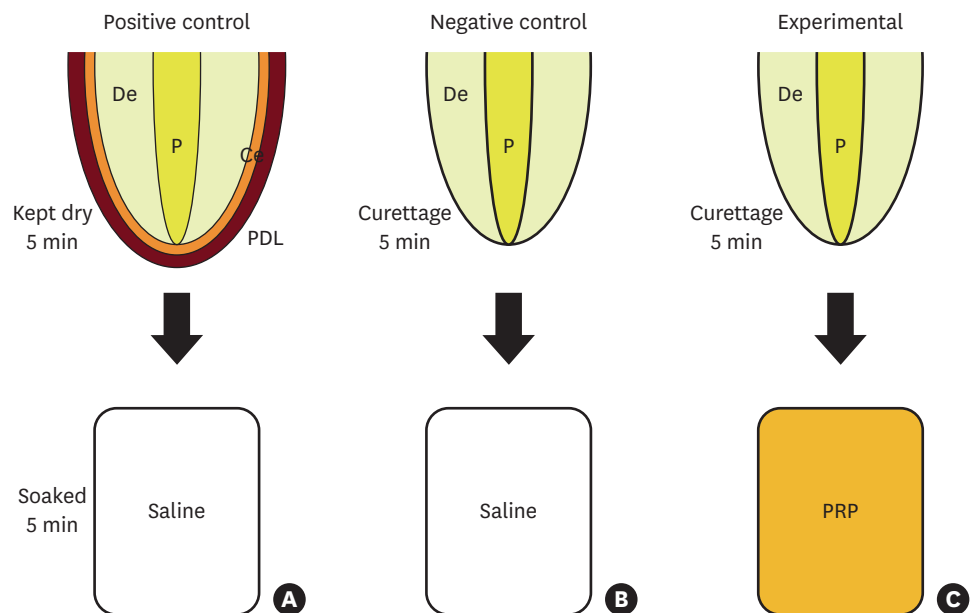 Positive control
Negative control
Experimental
De
P
Ce
Kept dry
5 min
PDL
De
P
Curettage
5 min
De
P
Curettage
5 min
Soaked
5 min
Saline
A
Saline
B
PRP
C